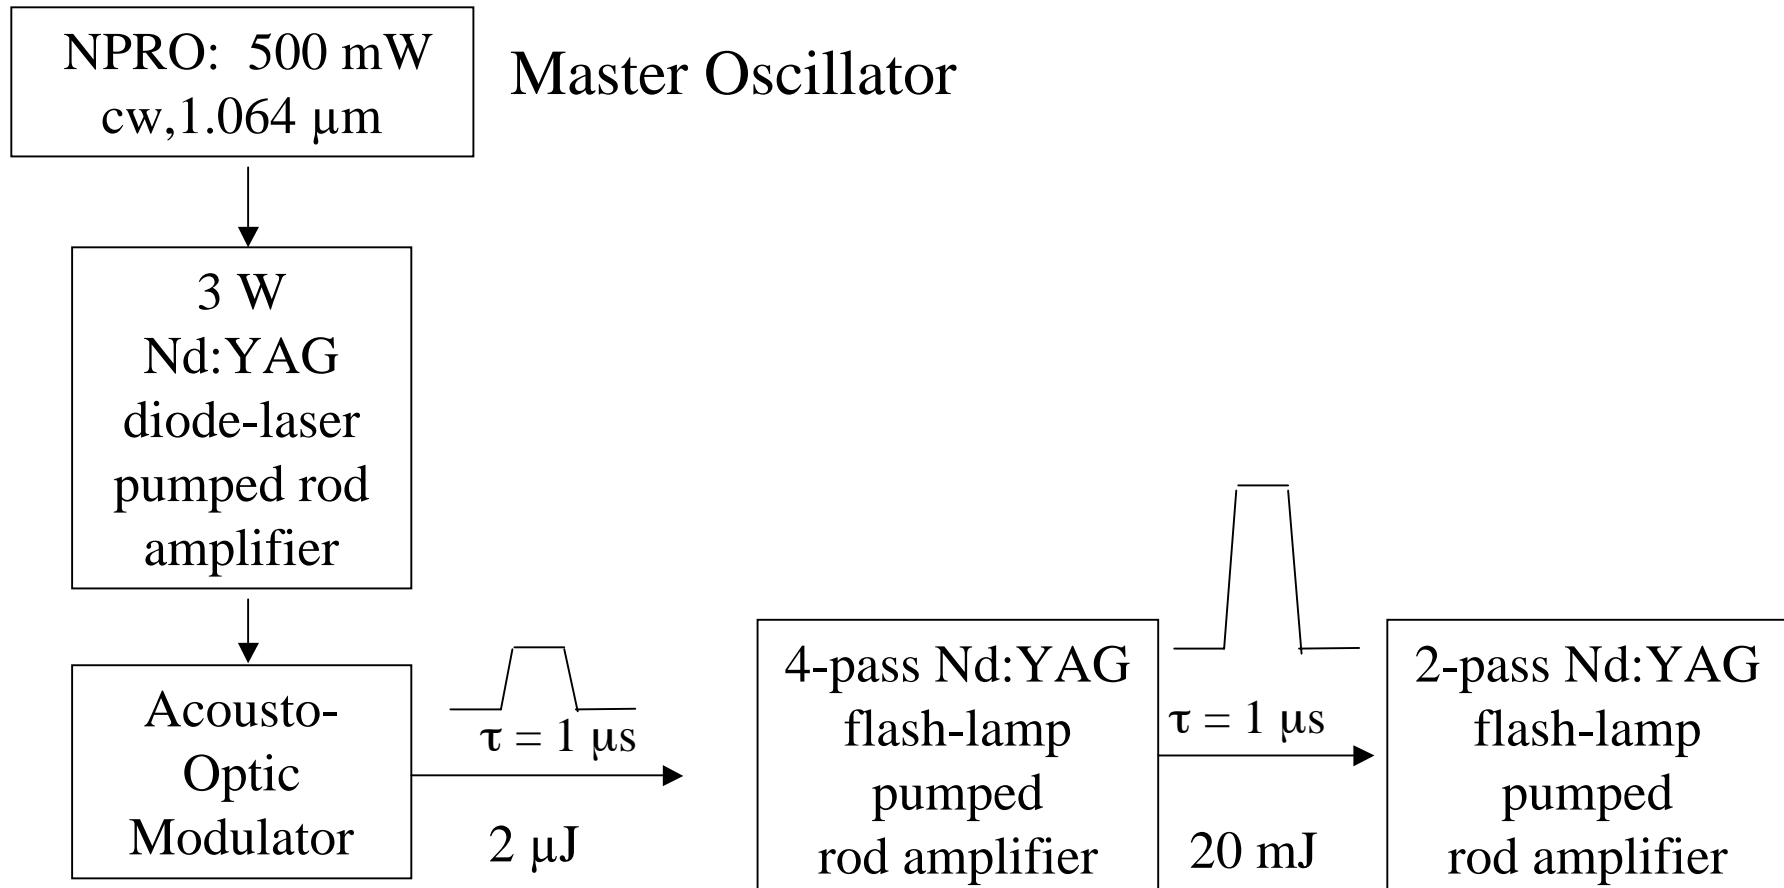 NPRO: 500 mW
cw,1.064 µm
Master Oscillator
3 W
Nd:YAG
diode-laser
pumped rod
amplifier
Acousto-
Optic
Modulator
τ = 1 µs
2 µJ
4-pass Nd:YAG
flash-lamp
pumped
rod amplifier
τ = 1 µs
20 mJ
2-pass Nd:YAG
flash-lamp
pumped
rod amplifier